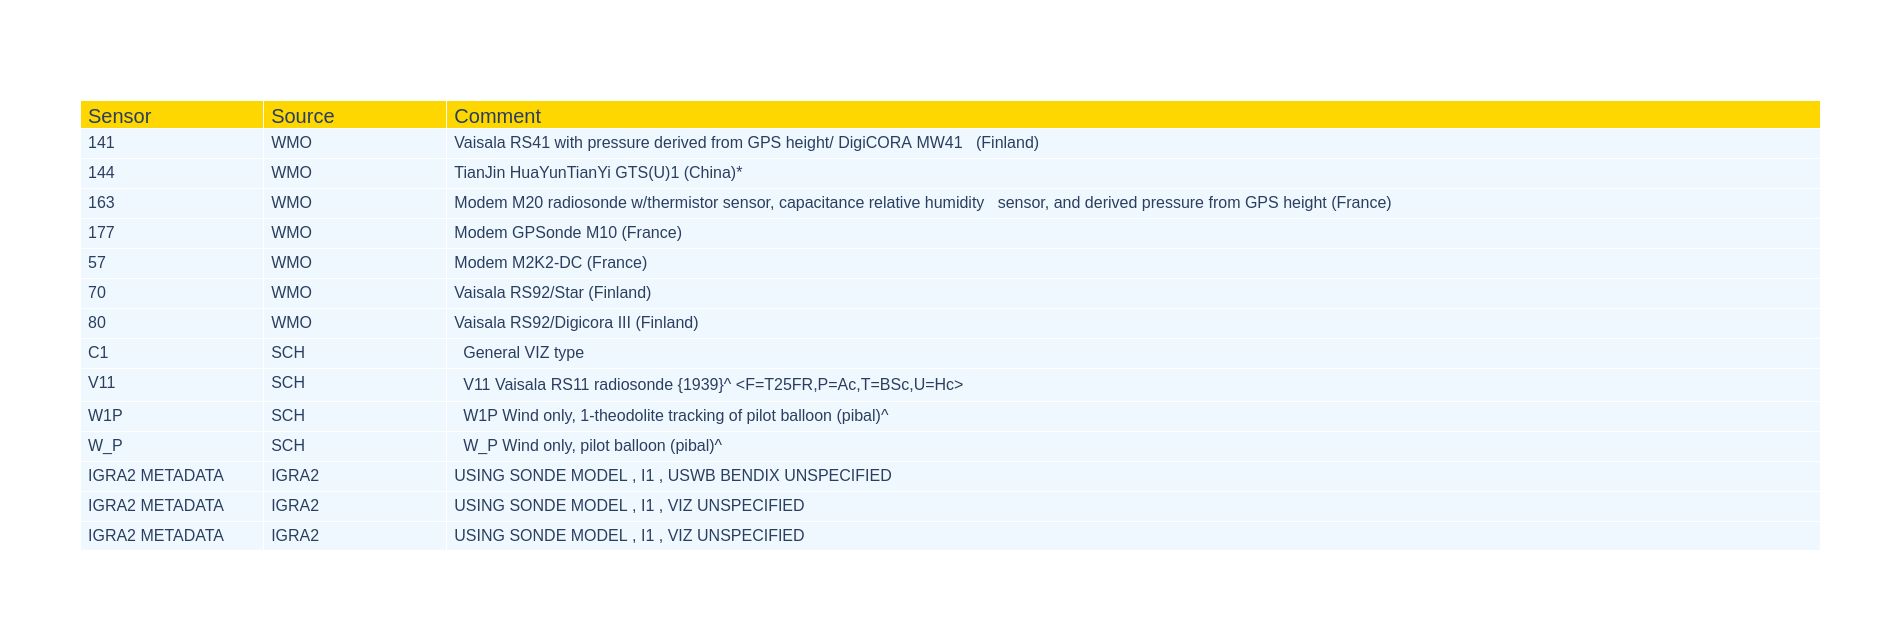 Sensor Source Comment
141 WMO Vaisala RS41 with pressure derived from GPS height/ DigiCORA MW41   (Finland)
144 WMO TianJin HuaYunTianYi GTS(U)1 (China)*
163 WMO Modem M20 radiosonde w/thermistor sensor, capacitance relative humidity   sensor, and derived pressure from GPS height (France)
177 WMO Modem GPSonde M10 (France)
57 WMO Modem M2K2-DC (France)
70 WMO Vaisala RS92/Star (Finland)
80 WMO Vaisala RS92/Digicora III (Finland)
C1 SCH General VIZ type
V11 SCH V11 Vaisala RS11 radiosonde {1939}^ <F=T25FR,P=Ac,T=BSc,U=Hc>
W1P SCH W1P Wind only, 1-theodolite tracking of pilot balloon (pibal)^
W_P SCH W_P Wind only, pilot balloon (pibal)^
IGRA2 METADATA IGRA2 USING SONDE MODEL , I1 , USWB BENDIX UNSPECIFIED
IGRA2 METADATA IGRA2 USING SONDE MODEL , I1 , VIZ UNSPECIFIED
IGRA2 METADATA IGRA2 USING SONDE MODEL , I1 , VIZ UNSPECIFIED